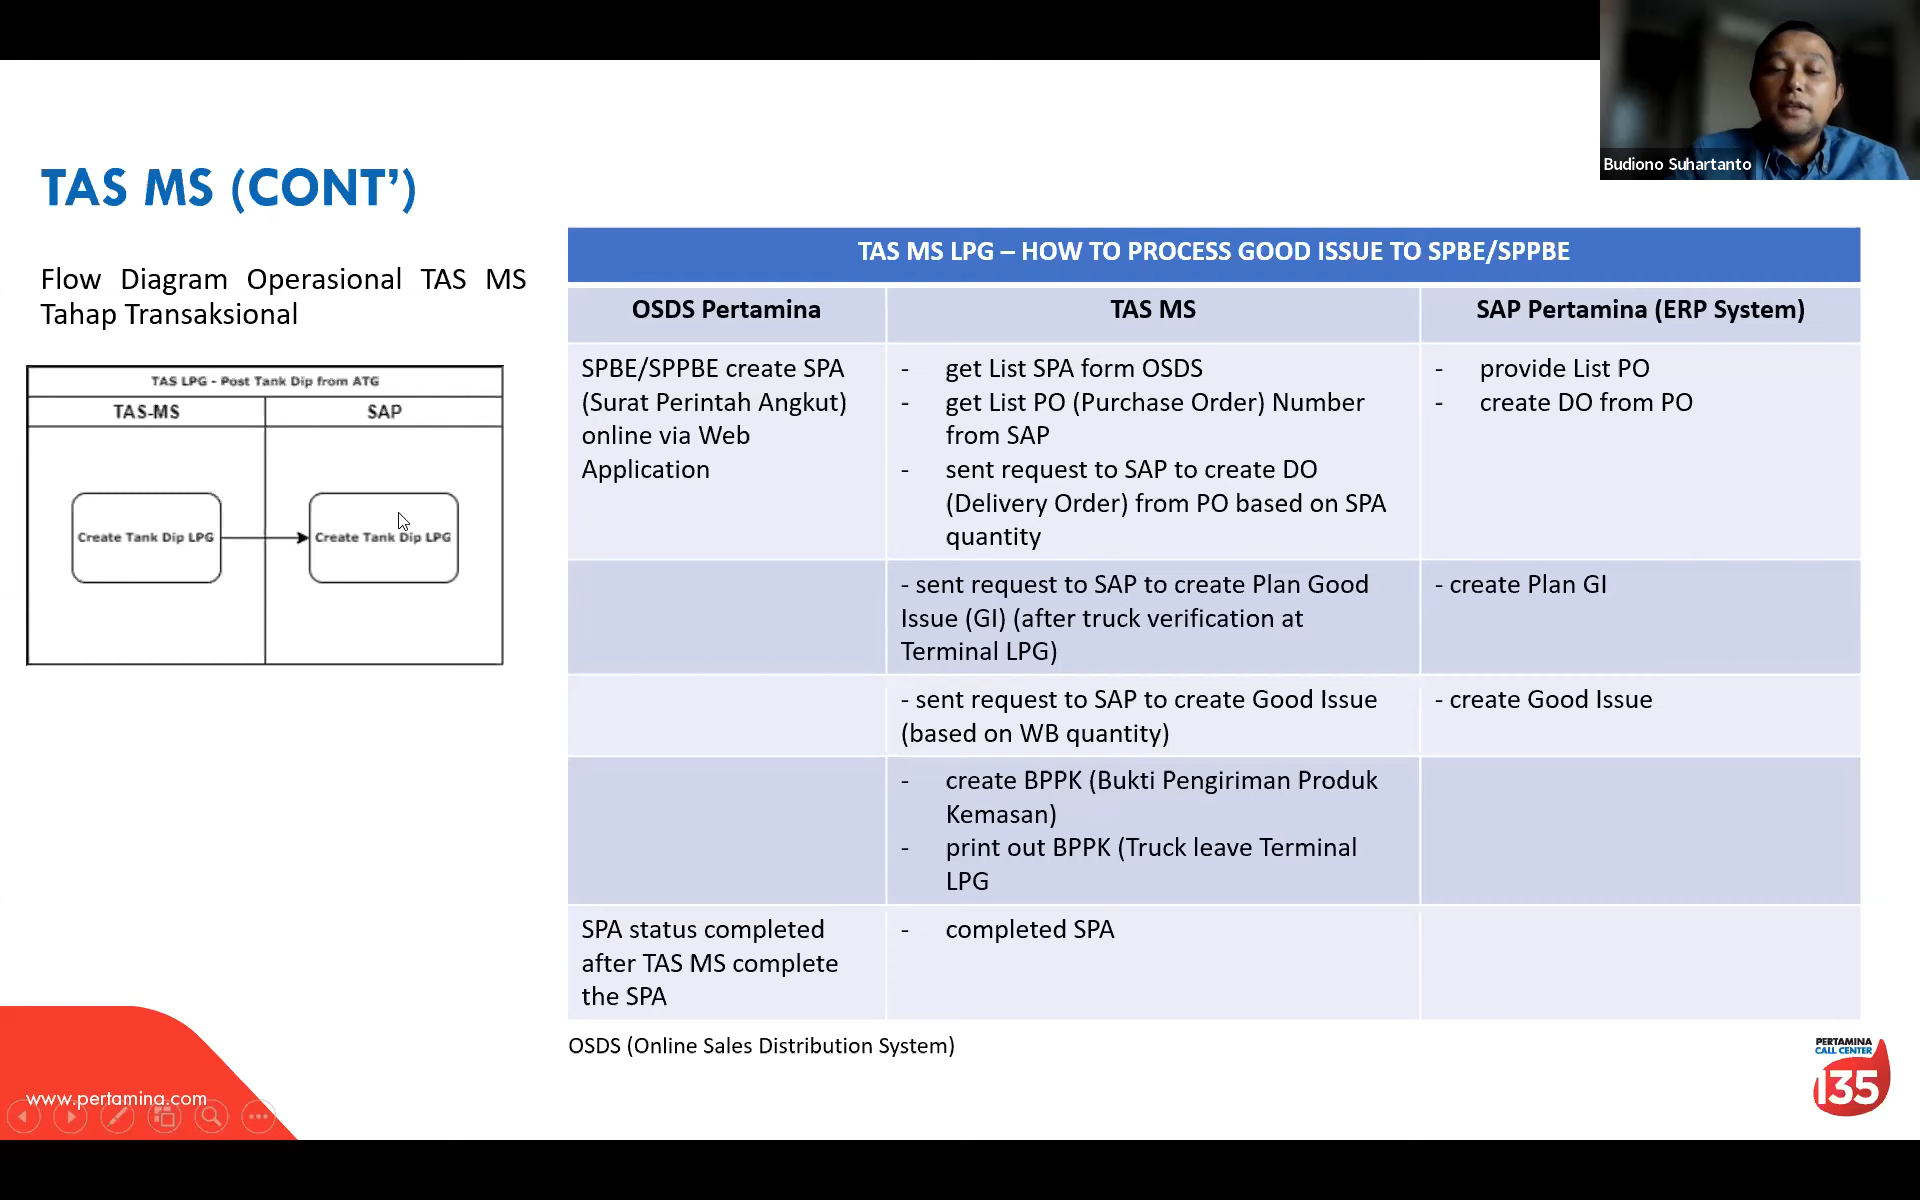 Budiono Suhartanto
TAS MS (CONT’)
Flow Diagram Operasional TAS MS
Tahap Transaksional
TAS LPG - Post Tank Dip from ATG
TAS-MS
SAP
Create Tank Dip LPG
Create Tank Dip LPG
TAS MS LPG – HOW TO PROCESS GOOD ISSUE TO SPBE/SPPBE
OSDS Pertamina
TAS MS
SAP Pertamina (ERP System)
SPBE/SPPBE create SPA
(Surat Perintah Angkut)
online via Web
Application
- get List SPA form OSDS
- get List PO (Purchase Order) Number
from SAP
- sent request to SAP to create DO
(Delivery Order) from PO based on SPA
quantity
- provide List PO
- create DO from PO
- sent request to SAP to create Plan Good
Issue (GI) (after truck verification at
Terminal LPG)
- create Plan GI
- sent request to SAP to create Good Issue
(based on WB quantity)
- create Good Issue
- create BPPK (Bukti Pengiriman Produk
Kemasan)
- print out BPPK (Truck leave Terminal
LPG
SPA status completed
after TAS MS complete
the SPA
- completed SPA
OSDS (Online Sales Distribution System)
www.pertamina.com
PERTAMINA
CALL CENTER
135